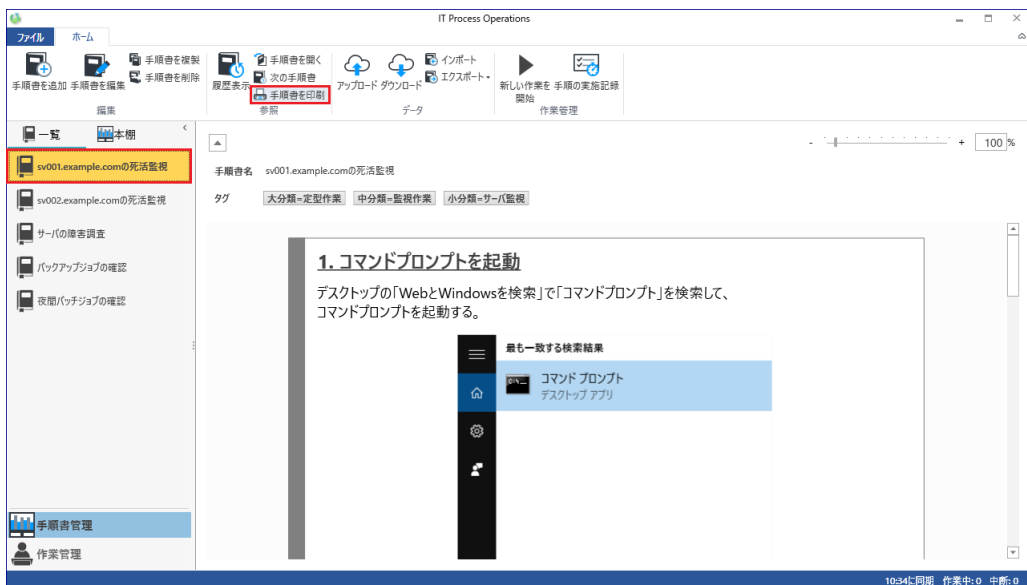 IT Process Operations
ファイル ホーム
手順書を追加 手順書を編集 手順書を複製 手順書を削除
編集
履歴表示 手順書を開く 次の手順書 手順書を印刷
参照
アップロード ダウンロード インポート エクスポート
データ
新しい作業を開始 手順の実施記録
作業管理
一覧 本棚
sv001.example.comの死活監視
sv002.example.comの死活監視
サーバの障害調査
バックアップジョブの確認
夜間バッチジョブの確認
手順書管理
作業管理
- + 100 %
手順書名 sv001.example.comの死活監視
タグ 大分類=定型作業 中分類=監視作業 小分類=サーバ監視
1. コマンドプロンプトを起動
デスクトップの「WebとWindowsを検索」で「コマンドプロンプト」を検索して、
コマンドプロンプトを起動する。
最も一致する検索結果
コマンド プロンプト
デスクトップ アプリ
10:34に同期 作業中: 0 中断: 0